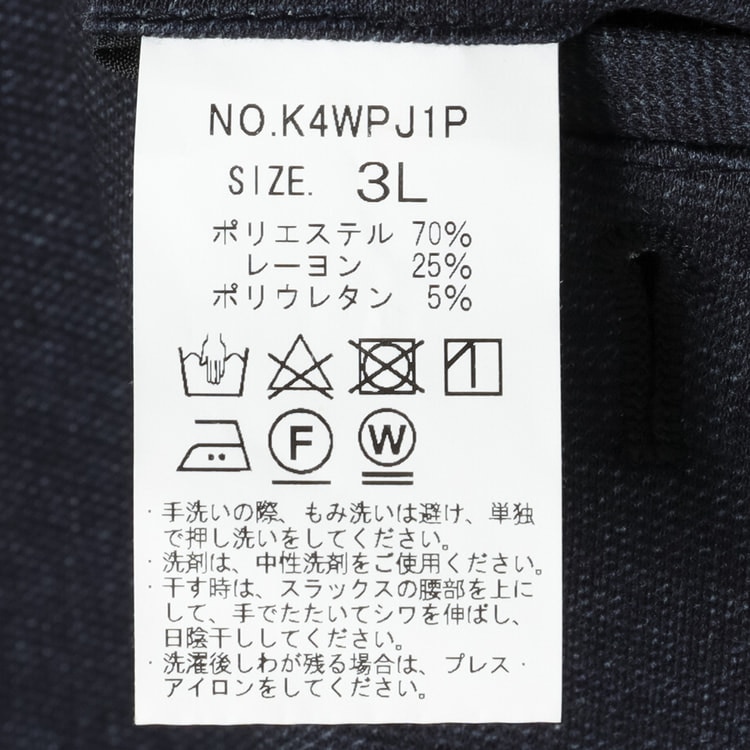 NO.K4WPJ1P
SIZE. 3L
ポリエステル 70%
レーヨン 25%
ポリウレタン 5%
F W
・手洗いの際、もみ洗いは避け、単独
で押し洗いをしてください。
・洗剤は、中性洗剤をご使用ください。
・干す時は、スラックスの腰部を上に
して、手でたたいてシワを伸ばし、
日陰干ししてください。
・洗濯後しわが残る場合は、プレス・
アイロンをしてください。